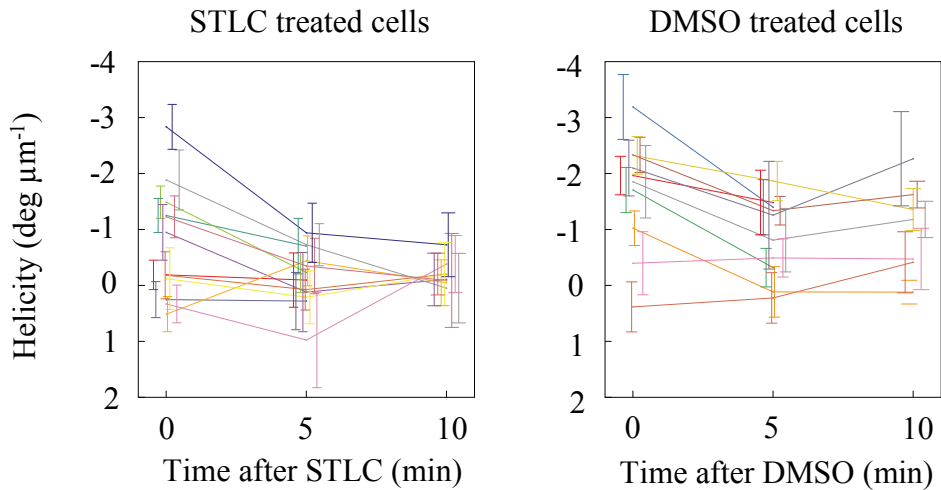 STLC treated cells
DMSO treated cells
Helicity (deg μm⁻¹)
-4
-3
-2
-1
0
1
2
0 5 10
Time after STLC (min)
-4
-3
-2
-1
0
1
2
0 5 10
Time after DMSO (min)